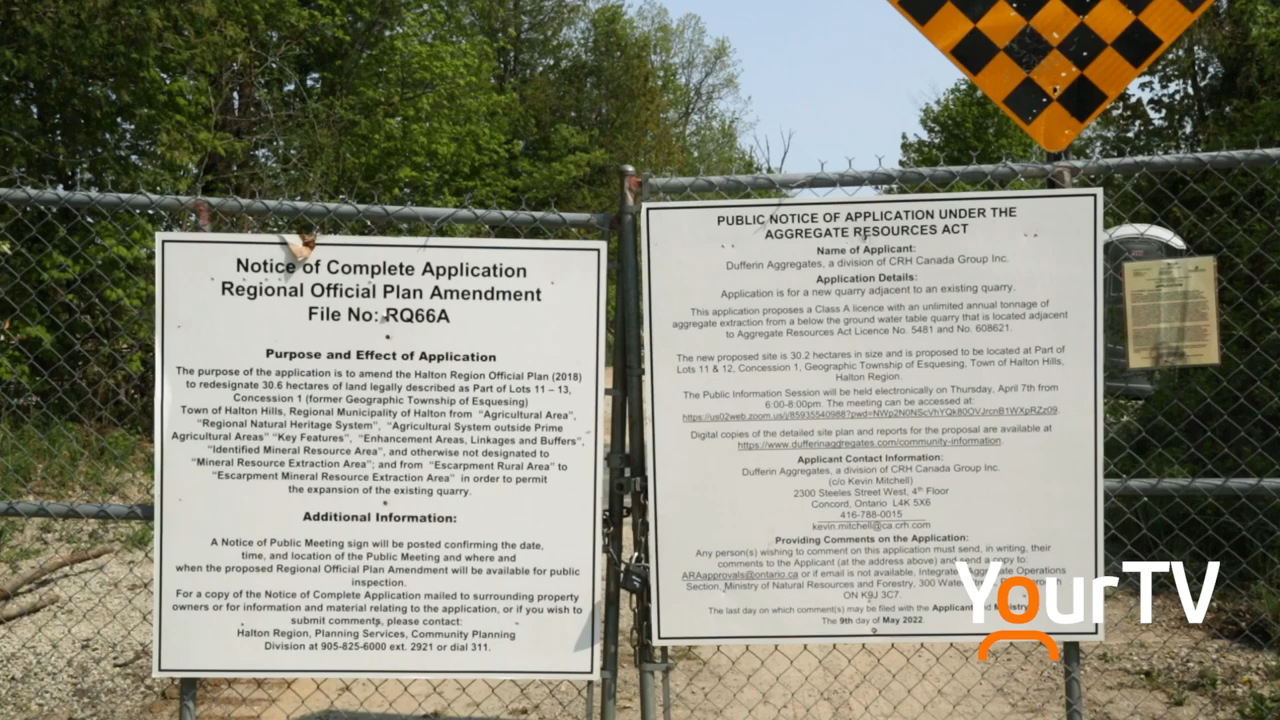 Notice of Complete Application
Regional Official Plan Amendment
File No: RQ66A
Purpose and Effect of Application
The purpose of the application is to amend the Halton Region Official Plan (2018)
to redesignate 30.6 hectares of land legally described as Part of Lots 11 – 13,
Concession 1 (former Geographic Township of Esquesing)
Town of Halton Hills, Regional Municipality of Halton from "Agricultural Area",
"Regional Natural Heritage System", "Agricultural System outside Prime
Agricultural Areas" "Key Features", "Enhancement Areas, Linkages and Buffers",
"Identified Mineral Resource Area", and otherwise not designated to
"Mineral Resource Extraction Area"; and from "Escarpment Rural Area" to
"Escarpment Mineral Resource Extraction Area" in order to permit
the expansion of the existing quarry.
Additional Information:
A Notice of Public Meeting sign will be posted confirming the date,
time, and location of the Public Meeting and where and
when the proposed Regional Official Plan Amendment will be available for public
inspection.
For a copy of the Notice of Complete Application mailed to surrounding property
owners or for information and material relating to the application, or if you wish to
submit comments, please contact:
Halton Region, Planning Services, Community Planning
Division at 905-825-6000 ext. 2921 or dial 311.
PUBLIC NOTICE OF APPLICATION UNDER THE
AGGREGATE RESOURCES ACT
Name of Applicant:
Dufferin Aggregates, a division of CRH Canada Group Inc.
Application Details:
Application is for a new quarry adjacent to an existing quarry.
This application proposes a Class A licence with an unlimited annual tonnage of
aggregate extraction from a below the ground water table quarry that is located adjacent
to Aggregate Resources Act Licence No. 5481 and No. 608621.
The new proposed site is 30.2 hectares in size and is proposed to be located at Part of
Lots 11 & 12, Concession 1, Geographic Township of Esquesing, Town of Halton Hills,
Halton Region.
The Public Information Session will be held electronically on Thursday, April 7th from
6:00-8:00pm. The meeting can be accessed at:
Digital copies of the detailed site plan and reports for the proposal are available at
https://www.dufferinaggregates.com/community-information.
Applicant Contact Information:
Dufferin Aggregates, a division of CRH Canada Group Inc.
(c/o Kevin Mitchell)
2300 Steeles Street West, 4th Floor
Concord, Ontario L4K 5X6
416-788-0015
kevin.mitchell@ca.crh.com
Providing Comments on the Application:
Any person(s) wishing to comment on this application must send, in writing, their
comments to the Applicant (at the address above) and send a copy to:
ARAapprovals@ontario.ca or if email is not available, Integrated Aggregate Operations
Section, Ministry of Natural Resources and Forestry, 300 Water
ON K9J 3C7.
The last day on which comment(s) may be filed with the Applicant and Ministry
The 9th day of May 2022
YourTV